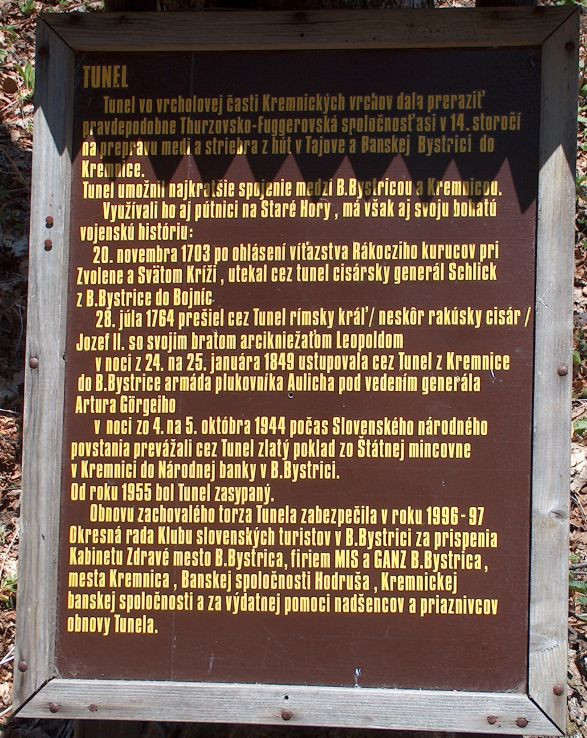 TUNEL
Tunel vo vrcholovej časti Kremnických vrchov dala preraziť
pravdepodobne Thurzovsko-Fuggerovská spoločnosť asi v 14. storočí
na prepravu medi a striebra z hút v Tajove a Banskej Bystrici do
Kremnice.
Tunel umožnil najkratšie spojenie medzi B.Bystricou a Kremnicou.
Využívali ho aj pútnici na Staré Hory , má však aj svoju bohatú
vojenskú históriu:
20. novembra 1703 po ohlásení víťazstva Rákocziho kurucov pri
Zvolene a Svätom Kríži , utekal cez tunel cisársky generál Schlick
z B.Bystrice do Bojníc
28. júla 1764 prešiel cez Tunel rímsky kráľ / neskôr rakúsky cisár /
Jozef II. so svojim bratom arcikniežaťom Leopoldom
v noci z 24. na 25. januára 1849 ustupovala cez Tunel z Kremnice
do B.Bystrice armáda plukovníka Aulicha pod vedením generála
Artura Görgeiho
v noci zo 4. na 5. októbra 1944 počas Slovenského národného
povstania prevážali cez Tunel zlatý poklad zo Štátnej mincovne
v Kremnici do Národnej banky v B.Bystrici.
Od roku 1955 bol Tunel zasypaný.
Obnovu zachovalého torza Tunela zabezpečila v roku 1996-97
Okresná rada Klubu slovenských turistov v B.Bystrici za prispenia
Kabinetu Zdravé mesto B.Bystrica, firiem MIS a GANZ B.Bystrica ,
mesta Kremnica , Banskej spoločnosti Hodruša , Kremnickej
banskej spoločnosti a za výdatnej pomoci nadšencov a priaznivcov
obnovy Tunela.